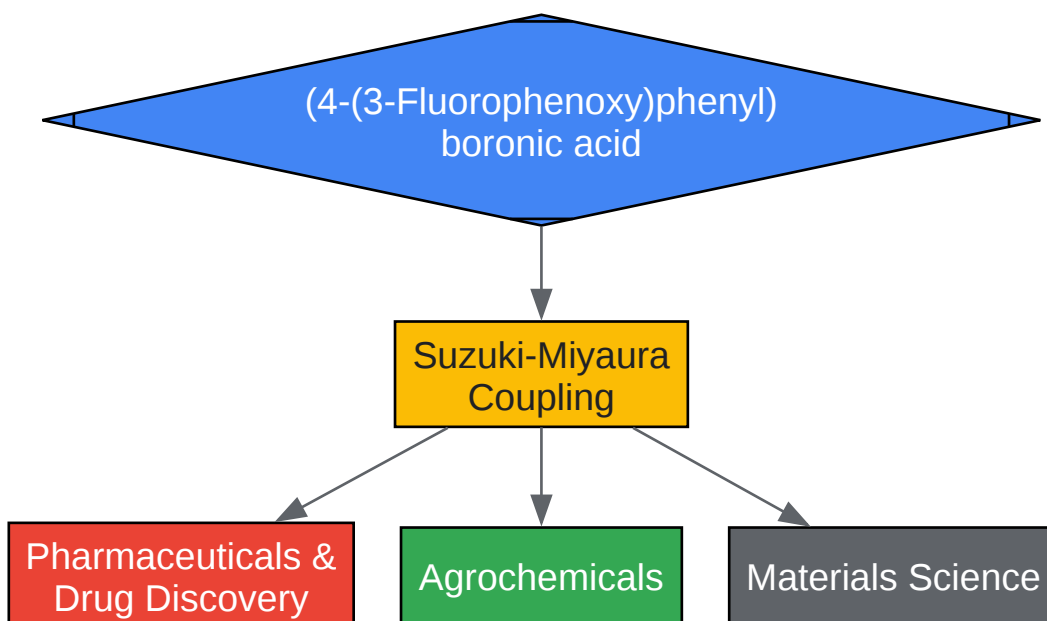 (4-(3-Fluorophenoxy)phenyl)
boronic acid
Suzuki-Miyaura
Coupling
Pharmaceuticals &
Drug Discovery
Agrochemicals
Materials Science